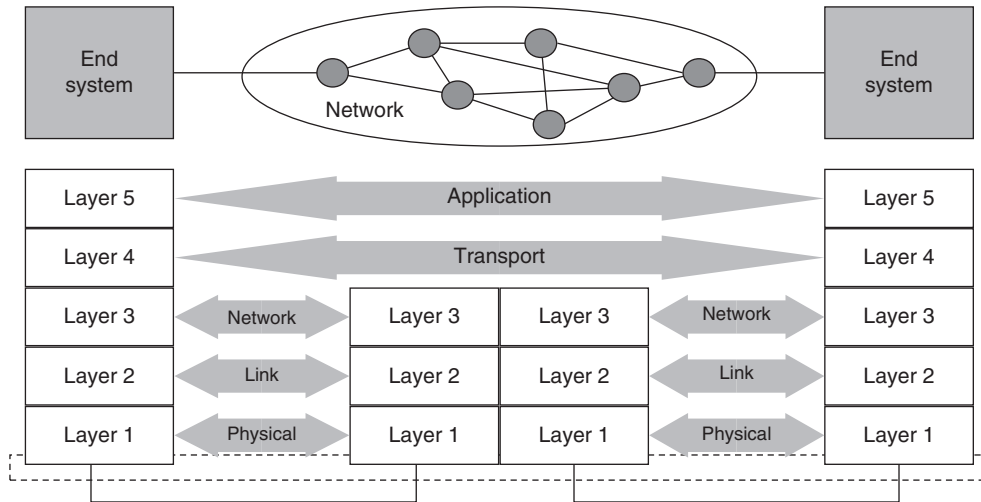 End
system
Network
End
system
Layer 5
Application
Layer 5
Layer 4
Transport
Layer 4
Layer 3
Network
Layer 3
Layer 3
Network
Layer 3
Layer 2
Link
Layer 2
Layer 2
Link
Layer 2
Layer 1
Physical
Layer 1
Layer 1
Physical
Layer 1